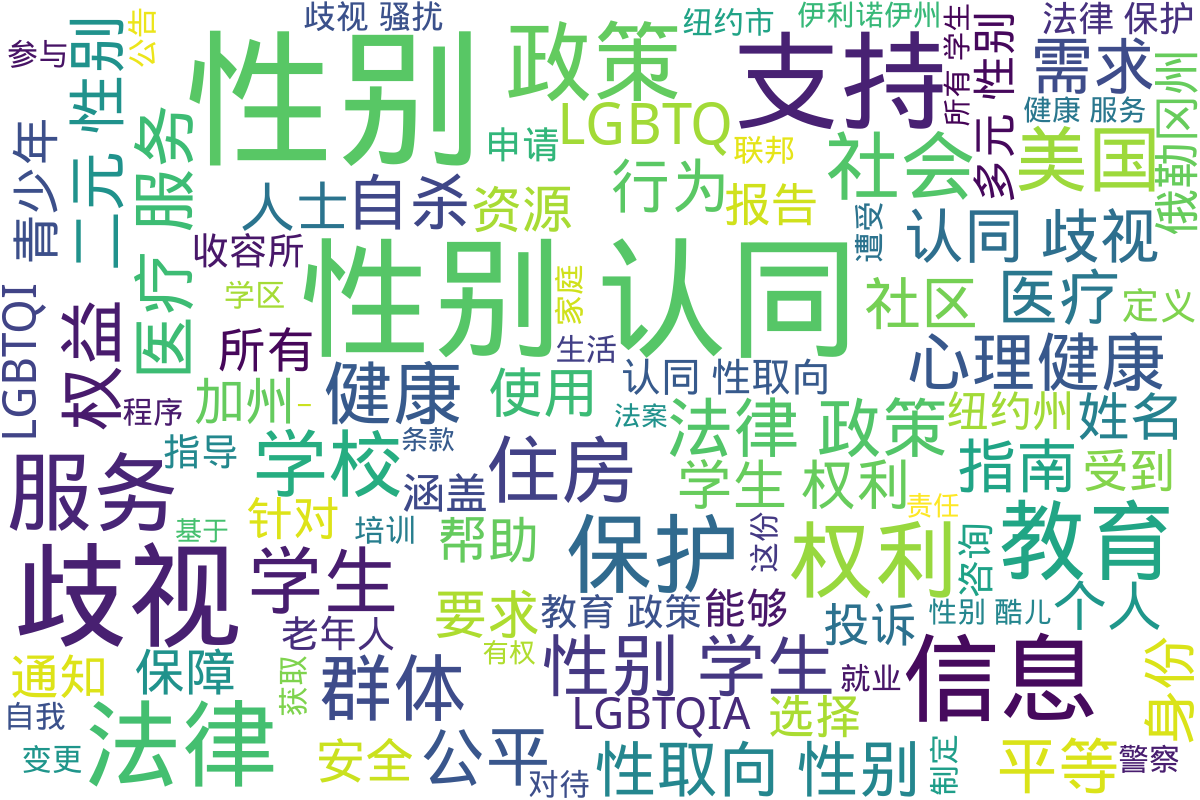 歧视 骚扰
纽约市
伊利诺伊州
法律 保护
参与
公告
二元 性别
性别
政策
支持
所有 学生
多元 性别
需求
健康 服务
俄勒冈州
LGBTQ
申请
联邦
社会
美国
青少年
医疗 服务
人士
自杀
资源
行为
报告
遭受
认同 歧视
收容所
性别 认同
家庭
学区
社区
医疗
定义
LGBTQI
权益
所有
生活
心理健康
程序
加州
健康
使用
认同 性取向
法案
法律 政策
纽约州
姓名
指导
学校
条款
住房
学生 权利
指南
受到
服务
涵盖
针对
基于
培训
帮助
保护
这份
权利
责任
咨询
教育
歧视
学生
要求
教育 政策
能够
投诉
性别 酷儿
个人
老年人
有权
通知
保障
获取
群体
性别 学生
就业
信息
身份
自我
法律
LGBTQIA
选择
变更
安全
公平
对待
性取向 性别
制定
平等
警察